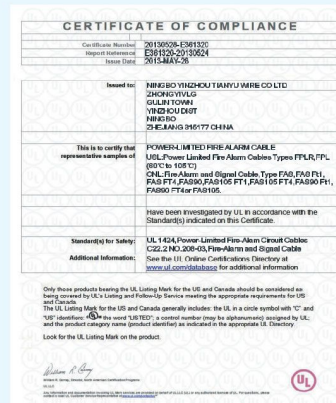 CERTIFICATE OF COMPLIANCE
Certificate Number 20130528-E361320
Report Reference E361320-20130524
Issue Date 2013-MAY-28
Issued to: NINGBO YINZHOU TIANYU WIRE CO LTD
ZHONGYIVLG
GULIN TOWN
YINZHOU DIST
NINGBO
ZHEJIANG 315177 CHINA
This is to certify that representative samples of
POWER-LIMITED FIRE ALARM CABLE
USL:Power Limited Fire Alarm Cables Types FPLR,FPL
(60°C to 105°C)
CNL:Fire Alarm and Signal Cable,Type FAS,FAS Ft1,
FAS FT4,FAS90,FAS105 FT1,FAS105 FT4,FAS90 Ft1,
FAS90 FT4or FAS105.
Have been investigated by UL in accordance with the
Standard(s) indicated on this Certificate.
Standard(s) for Safety: UL 1424,Power-Limited Fire-Alarm Circuit Cables
C22.2 NO.208-03,Fire-Alarm and Signal Cable
Additional Information: See the UL Online Certifications Directory at
www.ul.com/database for additional information
Only those products bearing the UL Listing Mark for the US and Canada should be considered as
being covered by UL's Listing and Follow-Up Service meeting the appropriate requirements for US
and Canada.
The UL Listing Mark for the US and Canada generally includes: the UL in a circle symbol with "C" and
"US" identifiers: the word "LISTED"; a control number (may be alphanumeric) assigned by UL;
and the product category name (product identifier) as indicated in the appropriate UL Directory
Look for the UL Listing Mark on the product.
UL